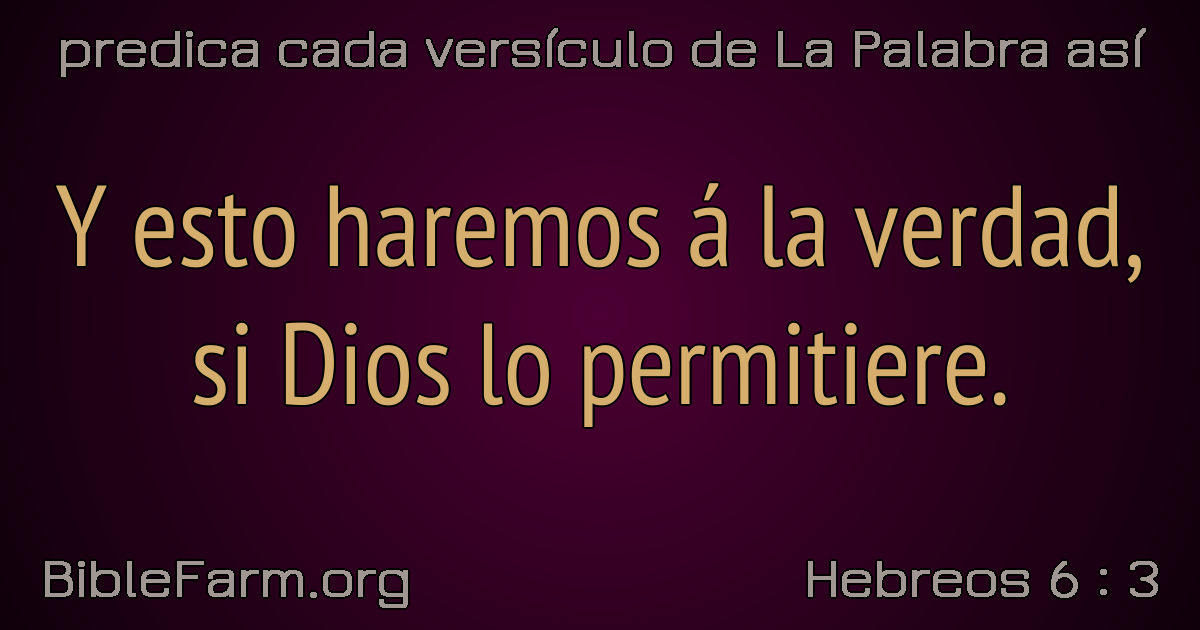 predica cada versículo de La Palabra así
Y esto haremos á la verdad,
si Dios lo permitiere.
BibleFarm.org
Hebreos 6 : 3